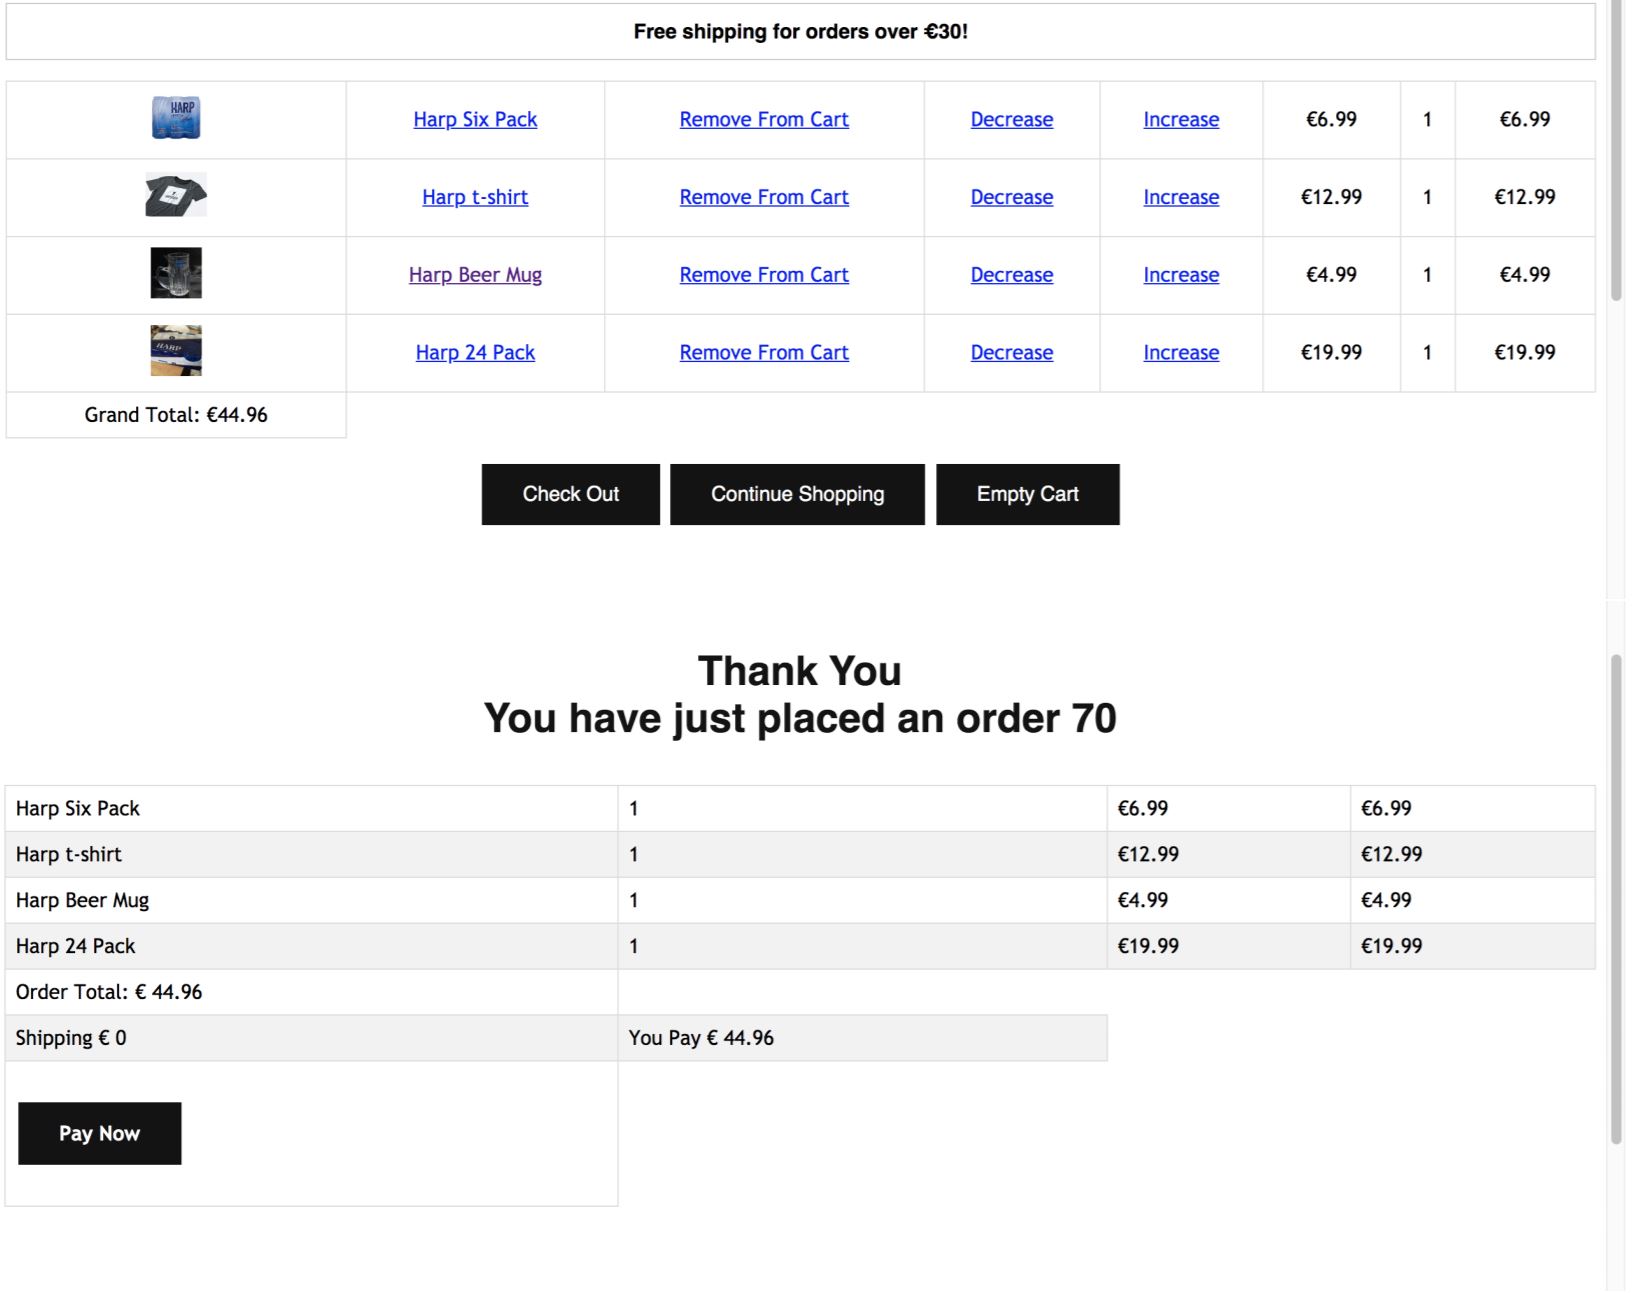 Free shipping for orders over €30!
HARP
Harp Six Pack Remove From Cart Decrease Increase €6.99 1 €6.99
Harp t-shirt Remove From Cart Decrease Increase €12.99 1 €12.99
Harp Beer Mug Remove From Cart Decrease Increase €4.99 1 €4.99
HARP
Harp 24 Pack Remove From Cart Decrease Increase €19.99 1 €19.99
Grand Total: €44.96
Check Out Continue Shopping Empty Cart
Thank You
You have just placed an order 70
Harp Six Pack 1 €6.99 €6.99
Harp t-shirt 1 €12.99 €12.99
Harp Beer Mug 1 €4.99 €4.99
Harp 24 Pack 1 €19.99 €19.99
Order Total: € 44.96
Shipping € 0 You Pay € 44.96
Pay Now